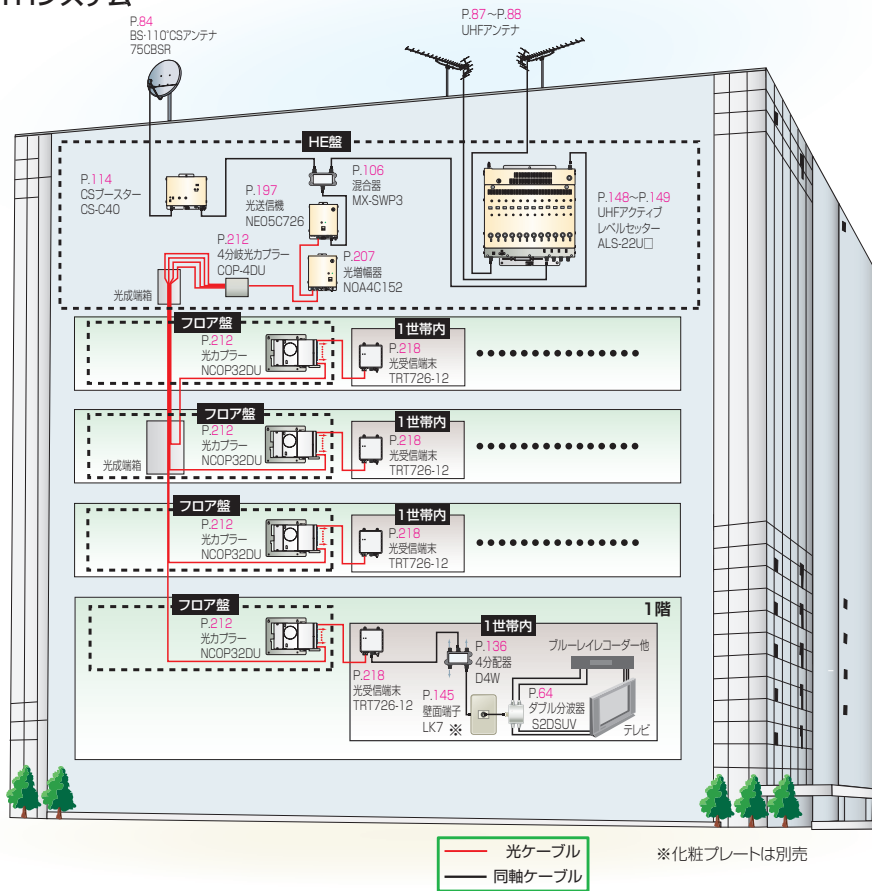 システム
P.84
BS･110°CSアンテナ
75CBSR
P.87～P.88
UHFアンテナ
HE盤
P.114
CSブースター
CS-C40
P.197
光送信機
NEO5C726
P.106
混合器
MX-SWP3
P.148～P.149
UHFアクティブ
レベルセッター
ALS-22U□
P.212
4分岐光カプラー
COP-4DU
P.207
光増幅器
NOA4C152
光成端箱
フロア盤
P.212
光カプラー
NCOP32DU
1世帯内
P.218
光受信端末
TRT726-12
フロア盤
P.212
光カプラー
NCOP32DU
光成端箱
1世帯内
P.218
光受信端末
TRT726-12
フロア盤
P.212
光カプラー
NCOP32DU
1世帯内
P.218
光受信端末
TRT726-12
1階
フロア盤
P.212
光カプラー
NCOP32DU
1世帯内
P.218
光受信端末
TRT726-12
P.136
4分配器
D4W
P.145
壁面端子
LK7 ※
P.64
ダブル分波器
S2DSUV
ブルーレイレコーダー他
テレビ
光ケーブル
同軸ケーブル
※化粧プレートは別売